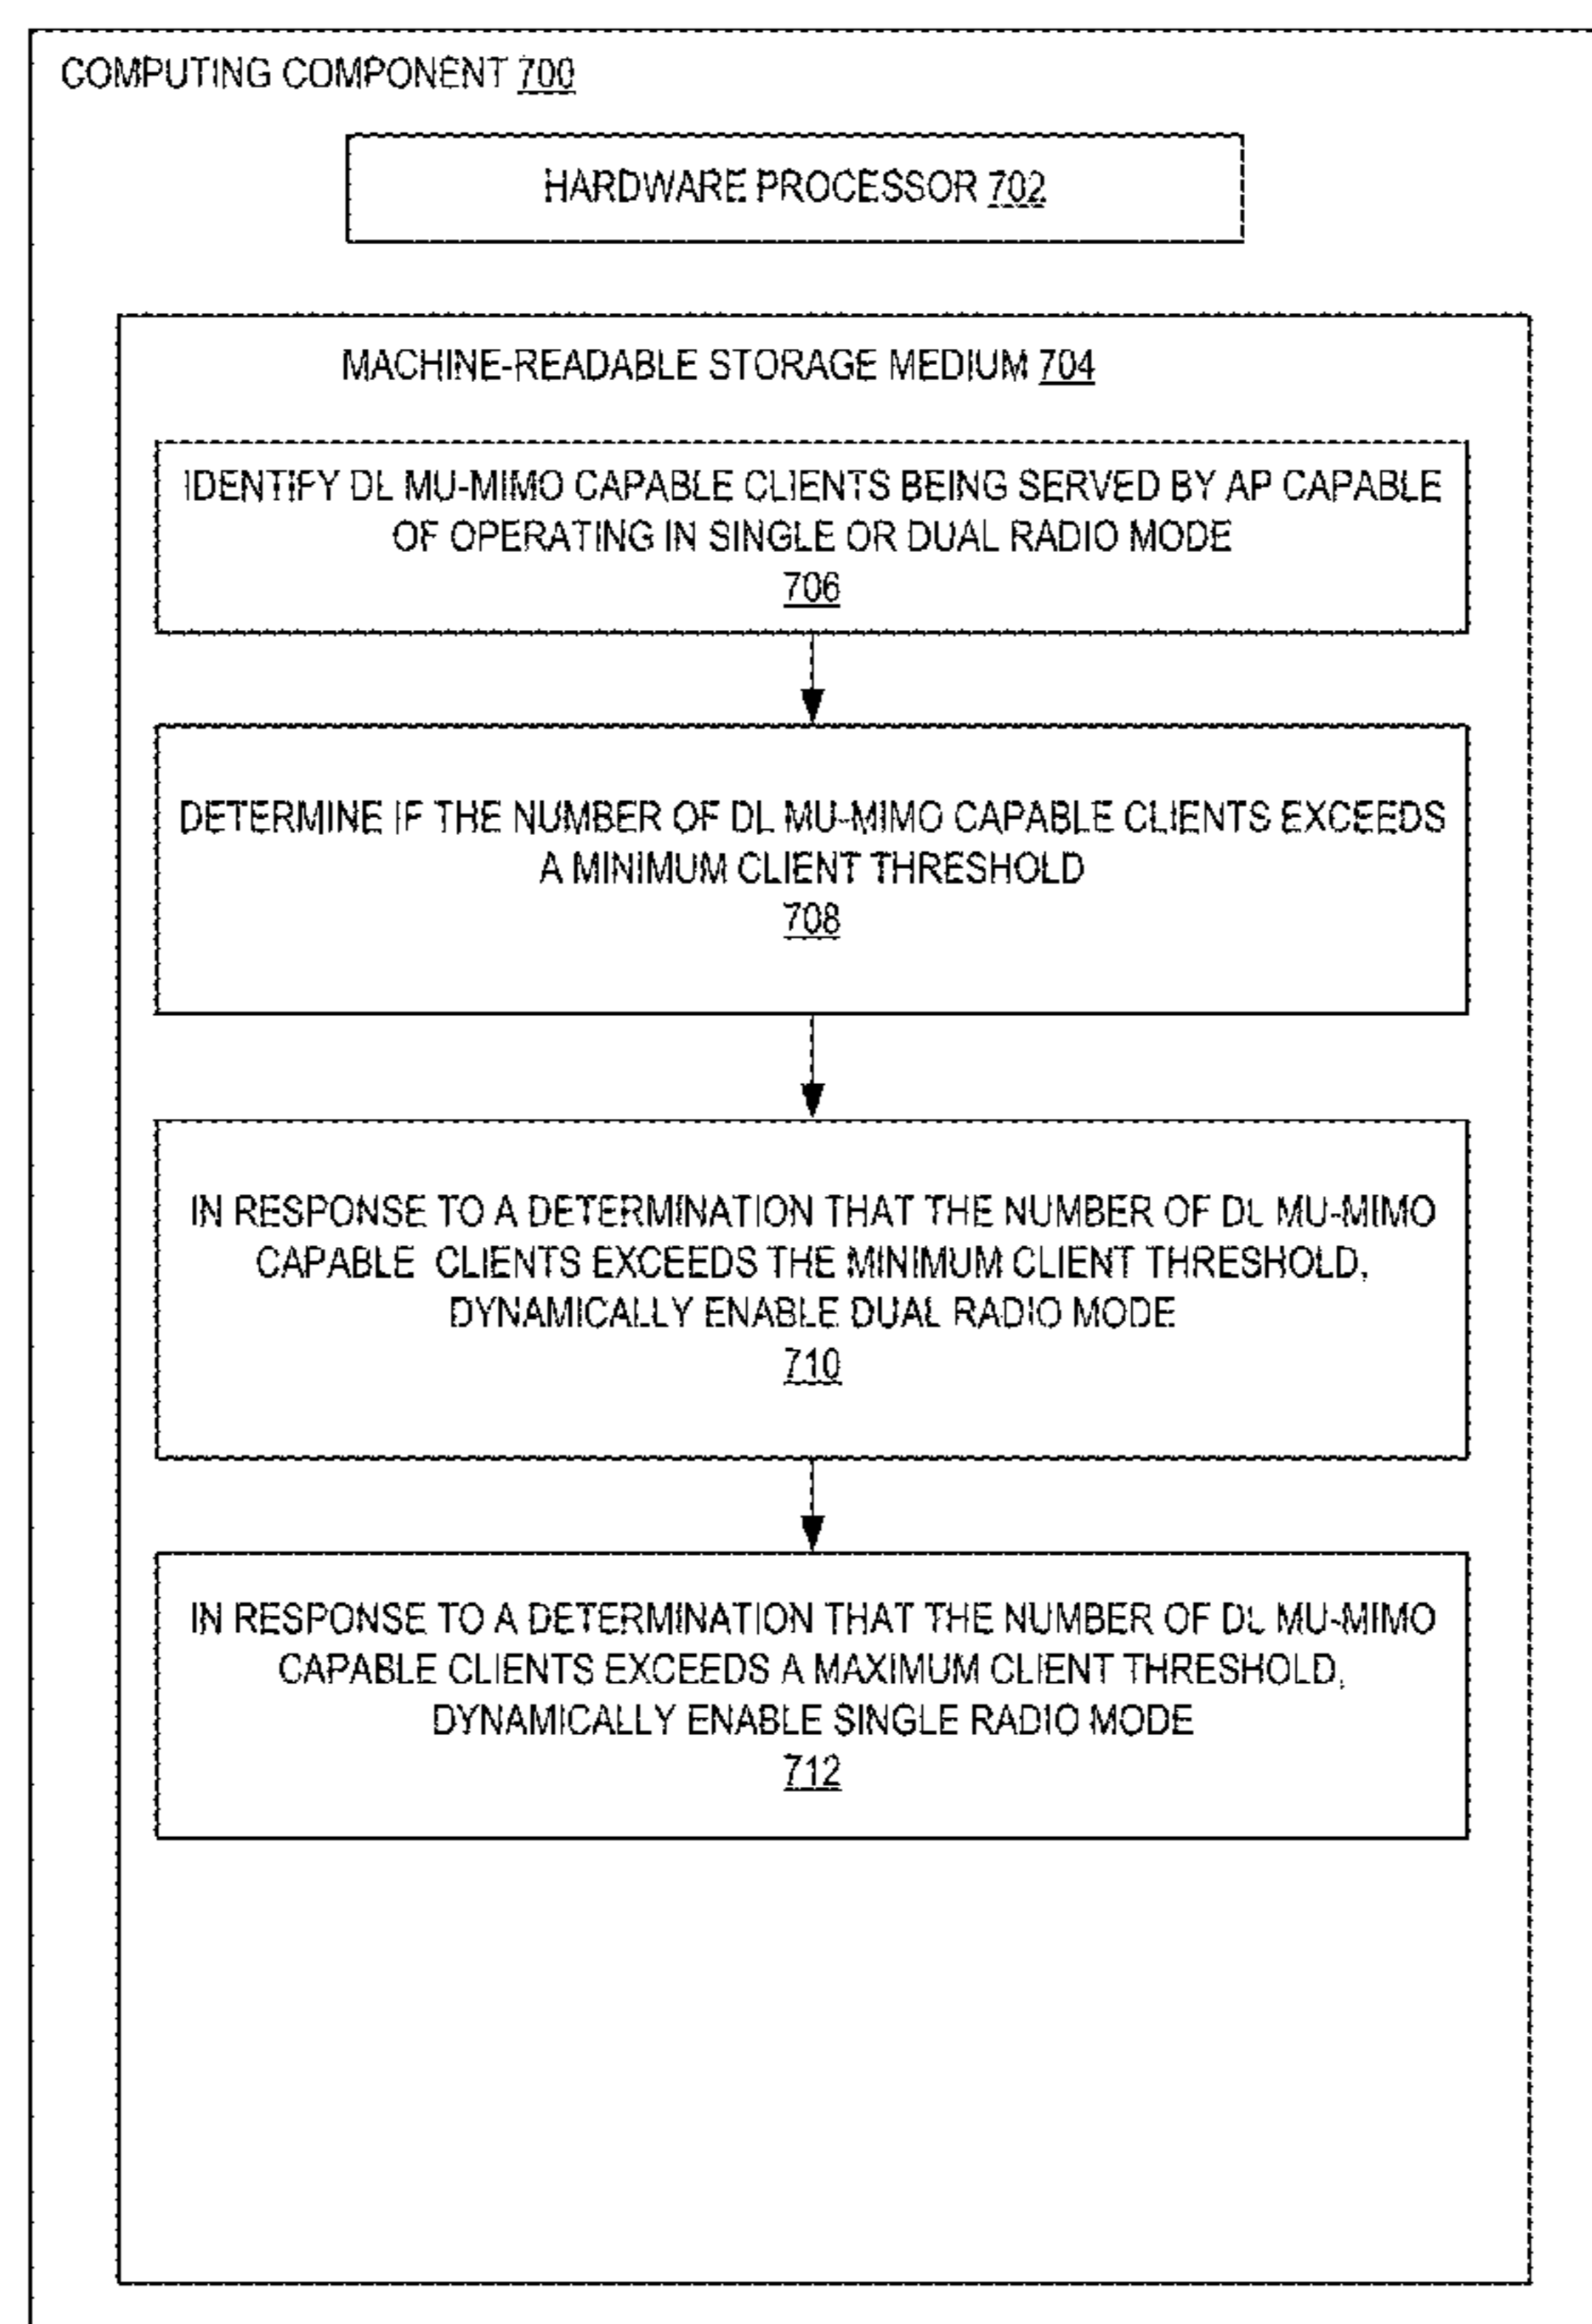 COMPUTING COMPONENT 700
HARDWARE PROCESSOR 702
MACHINE-READABLE STORAGE MEDIUM 704
IDENTIFY DL MU-MIMO CAPABLE CLIENTS BEING SERVED BY AP CAPABLE
OF OPERATING IN SINGLE OR DUAL RADIO MODE
706
DETERMINE IF THE NUMBER OF DL MU-MIMO CAPABLE CLIENTS EXCEEDS
A MINIMUM CLIENT THRESHOLD
708
IN RESPONSE TO A DETERMINATION THAT THE NUMBER OF DL MU-MIMO
CAPABLE CLIENTS EXCEEDS THE MINIMUM CLIENT THRESHOLD,
DYNAMICALLY ENABLE DUAL RADIO MODE
710
IN RESPONSE TO A DETERMINATION THAT THE NUMBER OF DL MU-MIMO
CAPABLE CLIENTS EXCEEDS A MAXIMUM CLIENT THRESHOLD,
DYNAMICALLY ENABLE SINGLE RADIO MODE
712